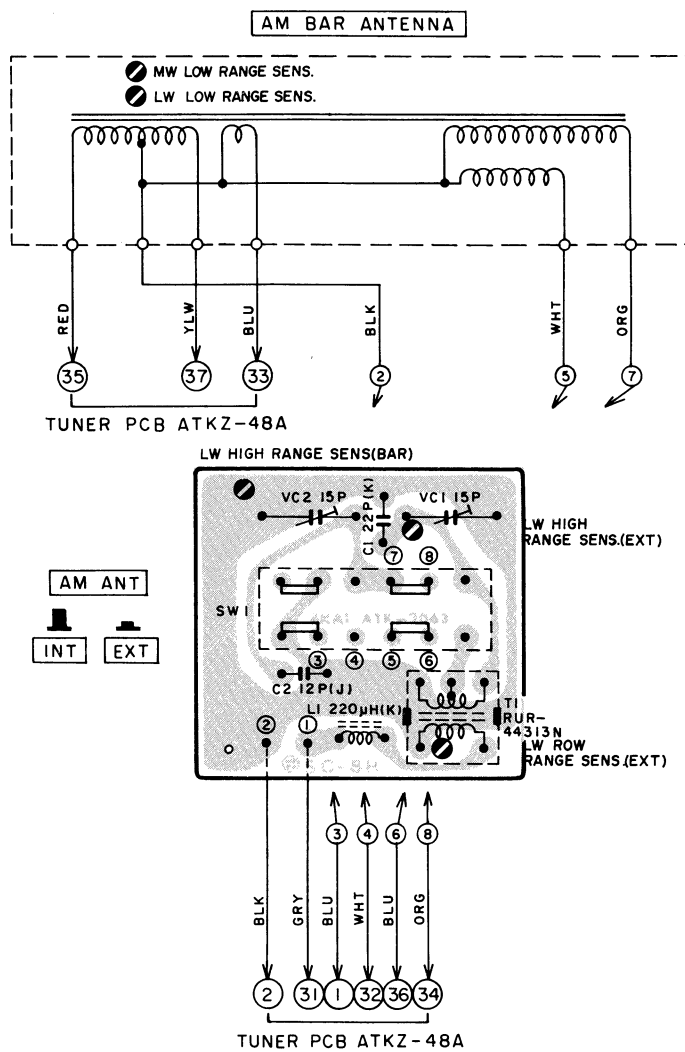 AM BAR ANTENNA
MW LOW RANGE SENS.
LW LOW RANGE SENS.
RED
YLW
BLU
BLK
WHT
ORG
35
37
33
2
5
7
TUNER PCB ATKZ-48A
LW HIGH RANGE SENS(BAR)
VC2 15P
C1 22P(K)
VC1 15P
LW HIGH
RANGE SENS.(EXT)
7
8
AM ANT
INT
EXT
SW1
3
4
5
6
C2 12P(J)
L1 220µH(K)
T1
RUR-
44313N
2
1
LW ROW
RANGE SENS.(EXT)
3
4
6
8
BLK
GRY
BLU
WHT
BLU
ORG
2
31
1
32
36
34
TUNER PCB ATKZ-48A